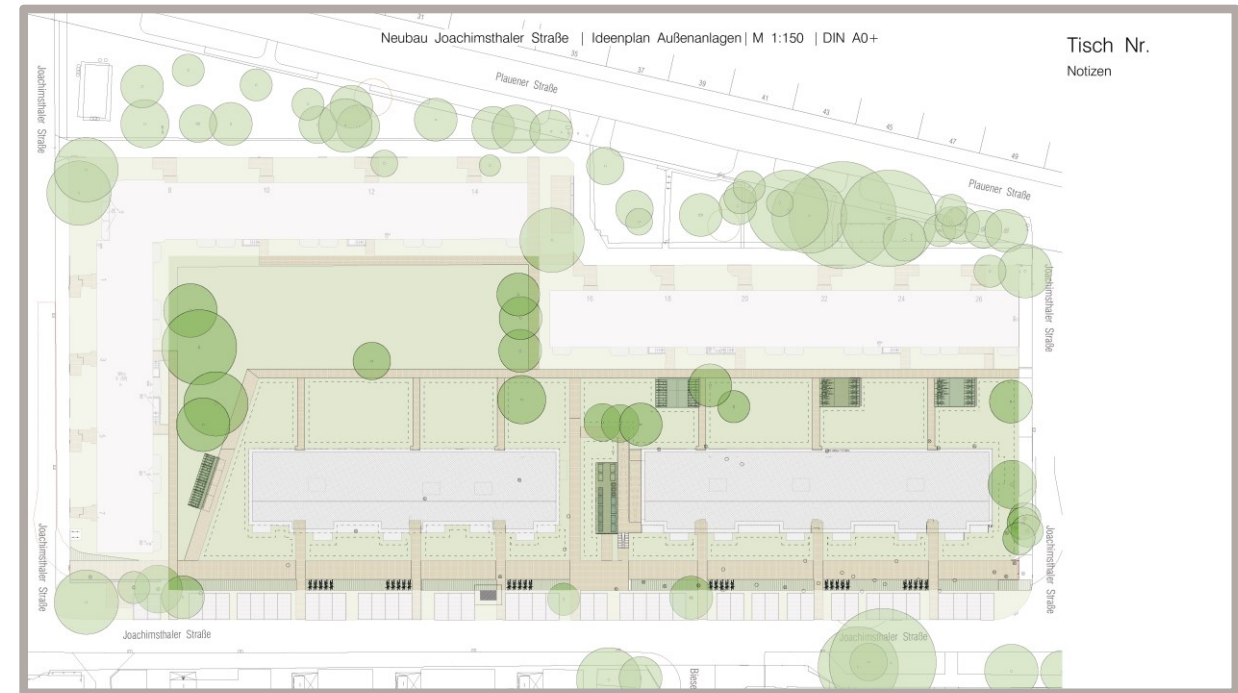 Neubau Joachimsthaler Straße | Ideenplan Außenanlagen | M 1:150 | DIN A0+
Tisch Nr.
Notizen
31
35
37
39
41
43
45
47
49
Plauener Straße
Plauener Straße
Joachimsthaler Straße
8
10
12
14
16
18
20
22
24
26
Joachimsthaler Straße
Joachimsthaler Straße
Joachimsthaler Straße
Joachimsthaler Straße
Joachimsthaler Straße
Biese